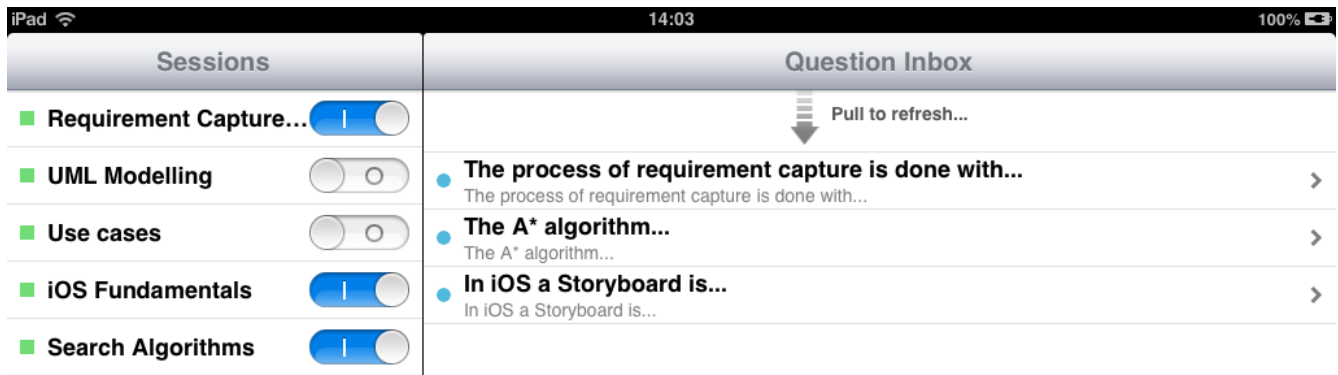 iPad 14:03 100%
Sessions
Requirement Capture...
UML Modelling
Use cases
iOS Fundamentals
Search Algorithms
Question Inbox
Pull to refresh...
The process of requirement capture is done with...
The process of requirement capture is done with...
The A* algorithm...
The A* algorithm...
In iOS a Storyboard is...
In iOS a Storyboard is...